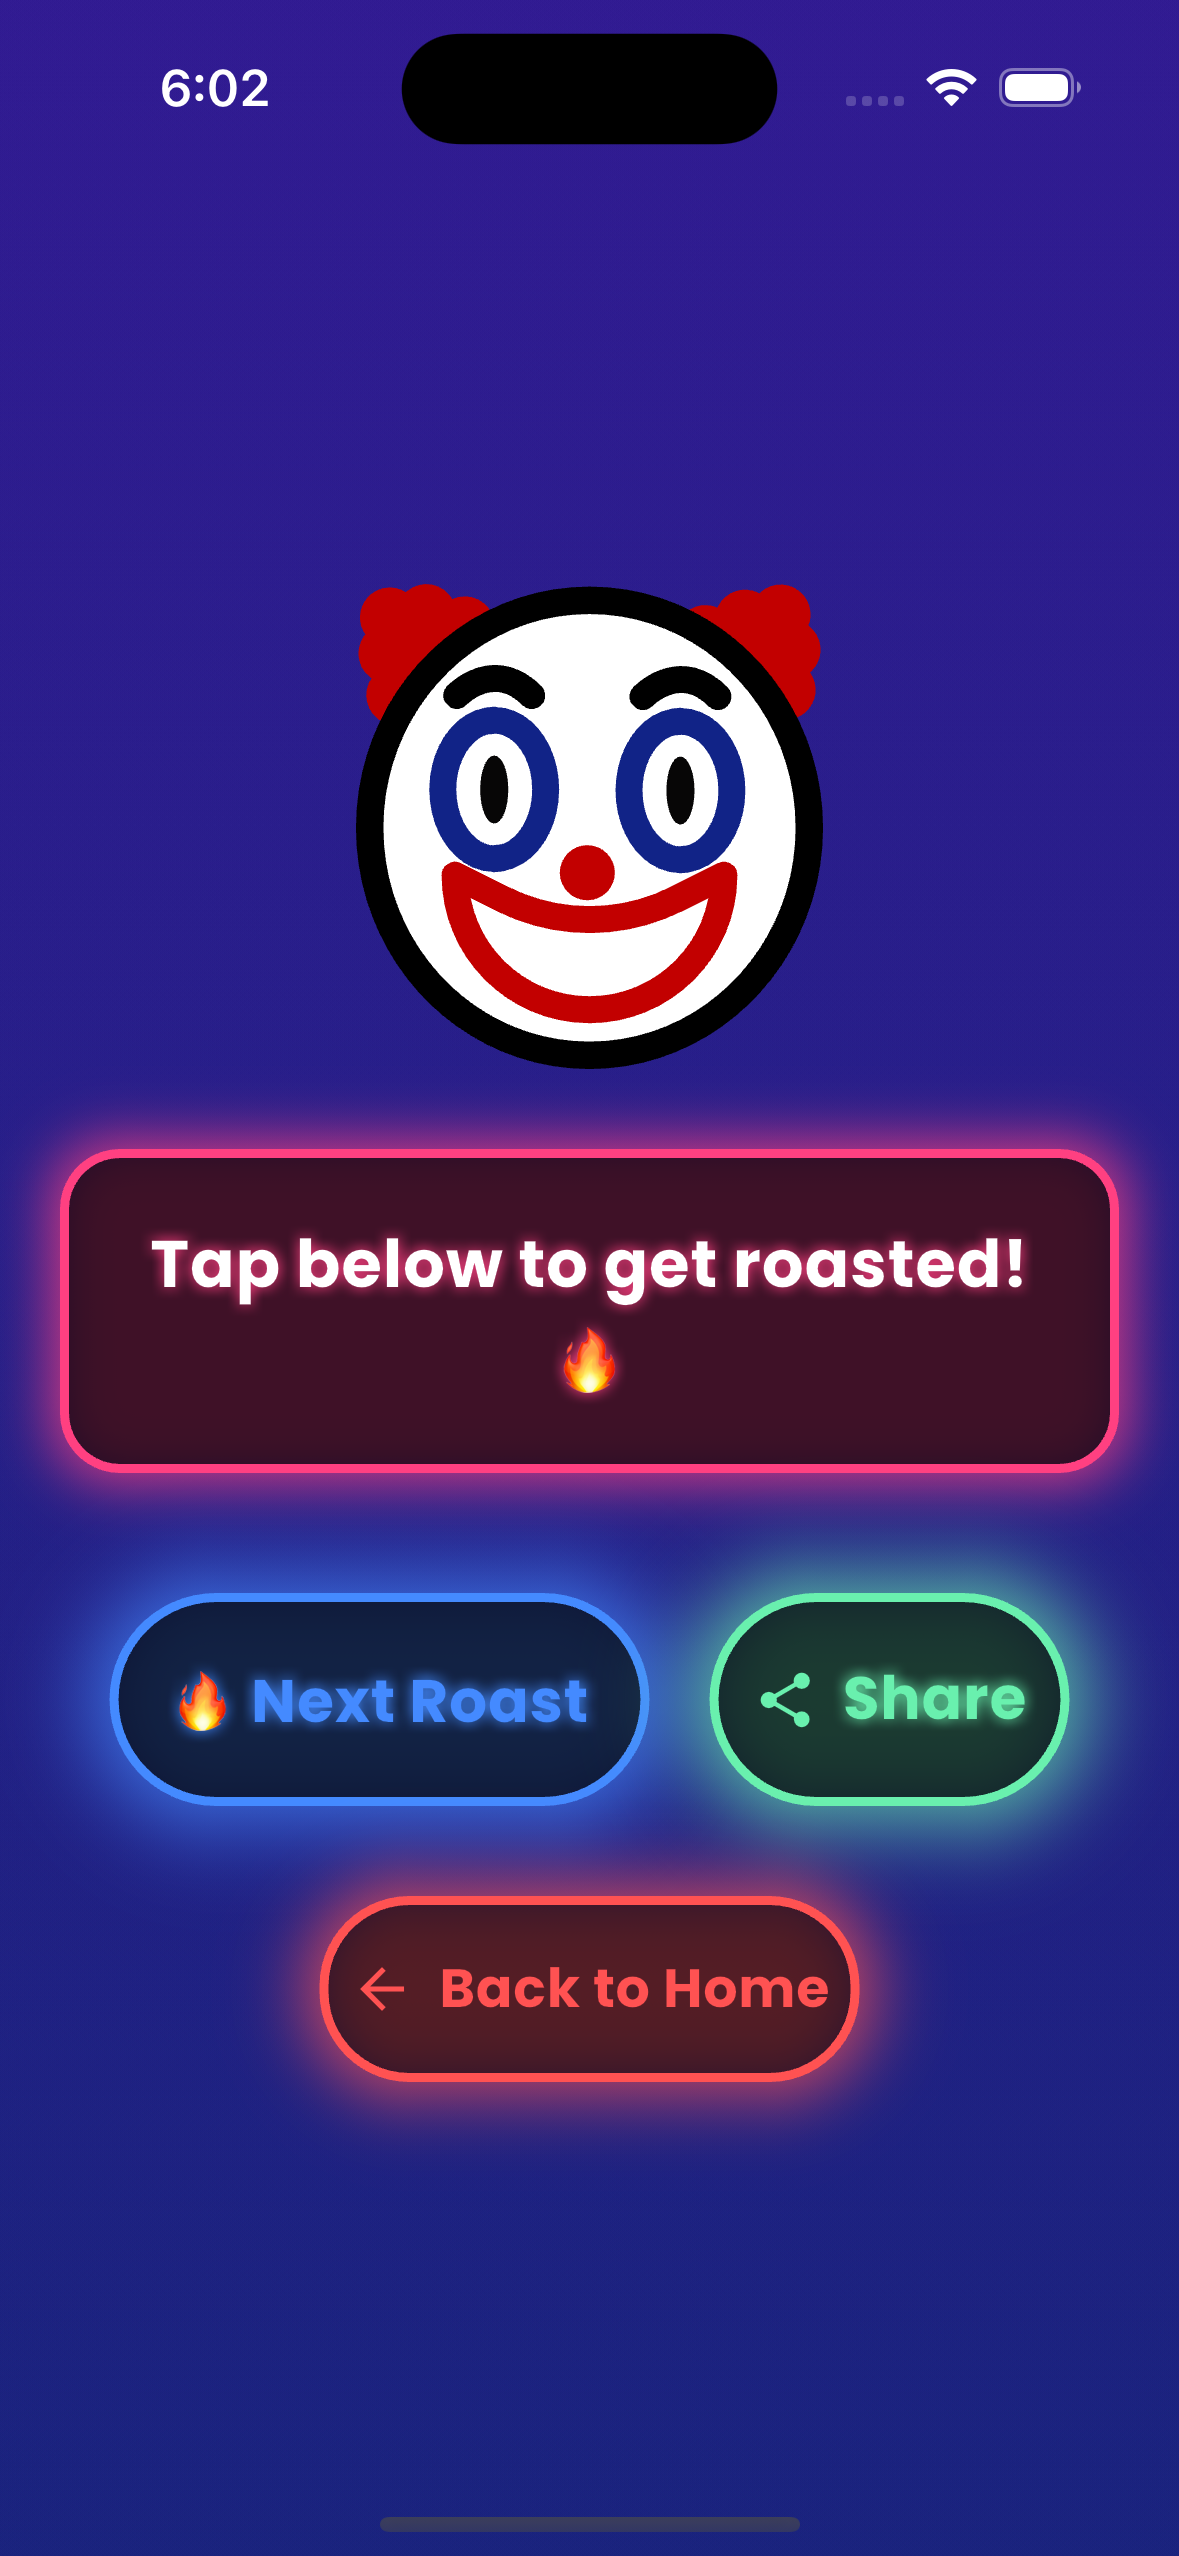 6:02
Tap below to get roasted!
🔥
🔥 Next Roast
Share
Back to Home